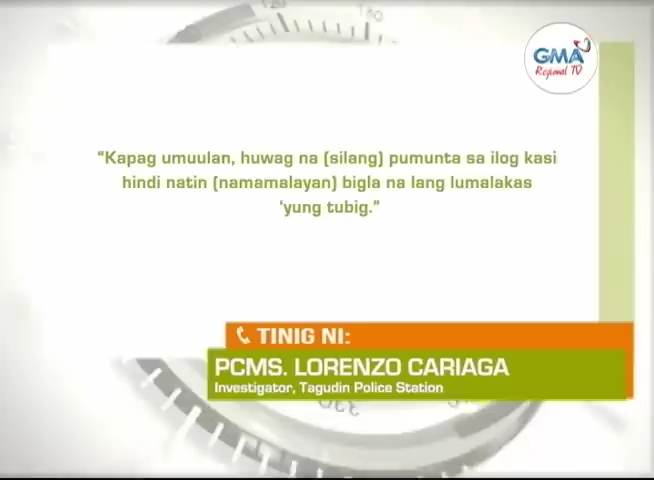 GMA
Regional TV
“Kapag umuulan, huwag na (silang) pumunta sa ilog kasi
hindi natin (namamalayan) bigla na lang lumalakas
‘yung tubig.”
TINIG NI:
PCMS. LORENZO CARIAGA
Investigator, Tagudin Police Station